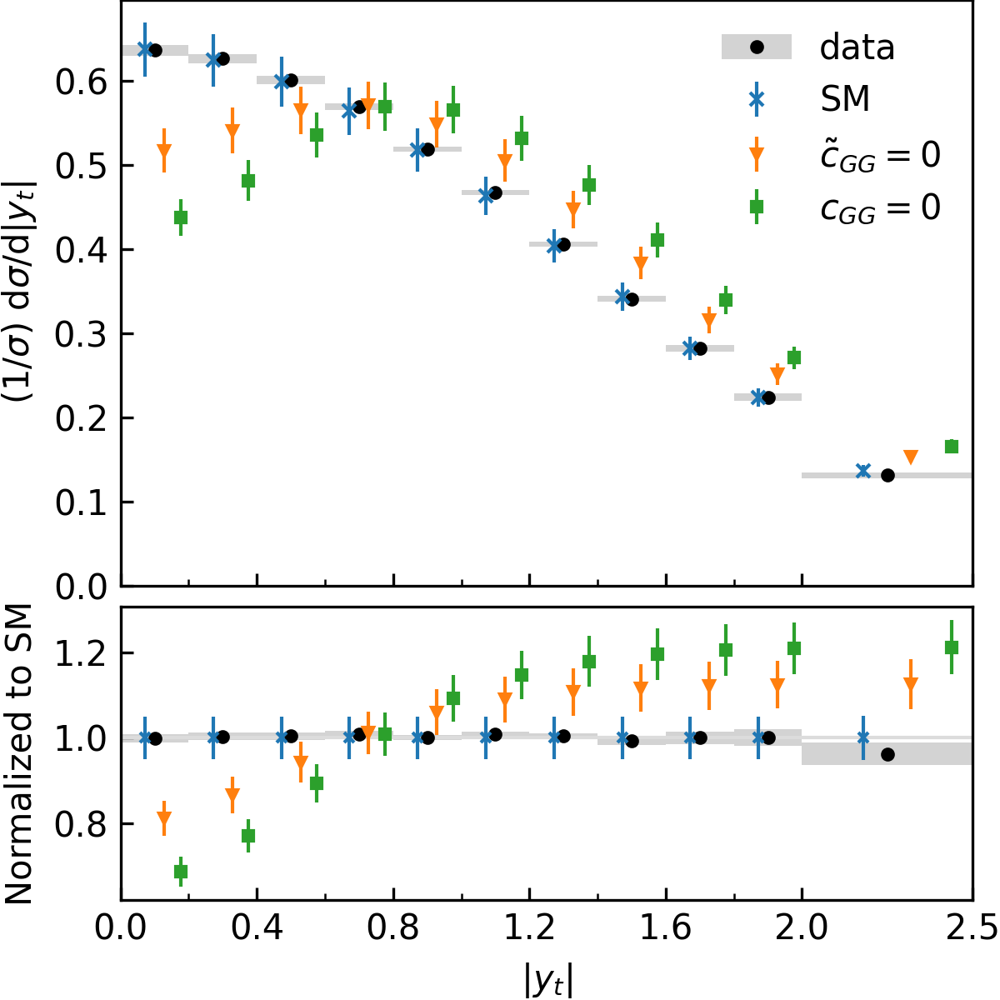 (1/σ) dσ/d|y_t|
0.6
0.5
0.4
0.3
0.2
0.1
0.0
data
SM
c̃_GG = 0
c_GG = 0
Normalized to SM
1.2
1.0
0.8
0.0 0.4 0.8 1.2 1.6 2.0 2.5
|y_t|